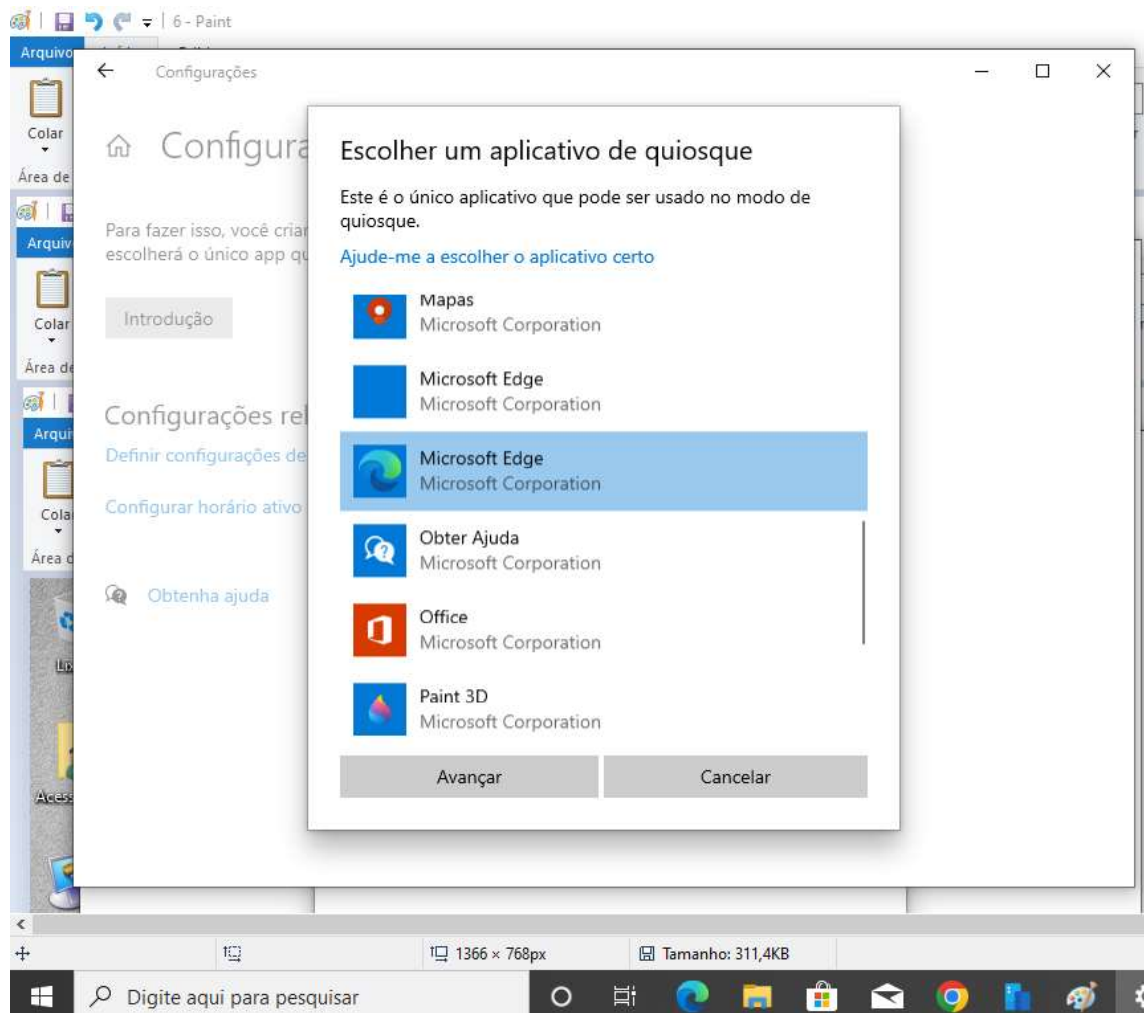 6 - Paint
Arquivo
Configurações
Colar
Área de
Arquiv
Colar
Área de
Arqui
Cola
Área d
Configura
Para fazer isso, você criar
escolherá o único app qu
Introdução
Configurações rel
Definir configurações de
Configurar horário ativo
Obtenha ajuda
Escolher um aplicativo de quiosque
Este é o único aplicativo que pode ser usado no modo de
quiosque.
Ajude-me a escolher o aplicativo certo
Mapas
Microsoft Corporation
Microsoft Edge
Microsoft Corporation
Microsoft Edge
Microsoft Corporation
Obter Ajuda
Microsoft Corporation
Office
Microsoft Corporation
Paint 3D
Microsoft Corporation
Avançar
Cancelar
Acess
1366 × 768px
Tamanho: 311,4KB
Digite aqui para pesquisar